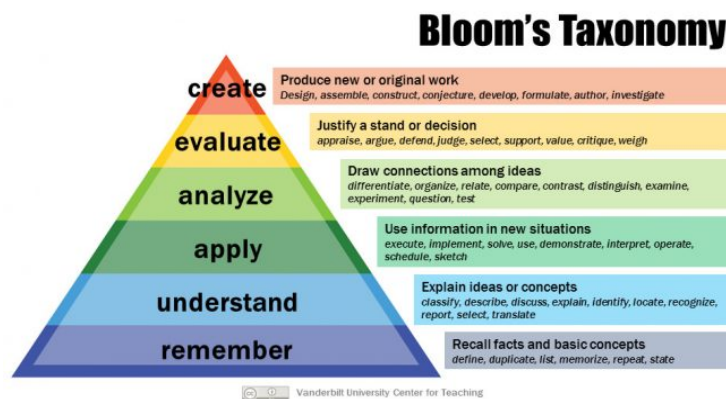 Bloom's Taxonomy
create
Produce new or original work
Design, assemble, construct, conjecture, develop, formulate, author, investigate
evaluate
Justify a stand or decision
appraise, argue, defend, judge, select, support, value, critique, weigh
analyze
Draw connections among ideas
differentiate, organize, relate, compare, contrast, distinguish, examine,
experiment, question, test
apply
Use information in new situations
execute, implement, solve, use, demonstrate, interpret, operate,
schedule, sketch
understand
Explain ideas or concepts
classify, describe, discuss, explain, identify, locate, recognize,
report, select, translate
remember
Recall facts and basic concepts
define, duplicate, list, memorize, repeat, state
Vanderbilt University Center for Teaching